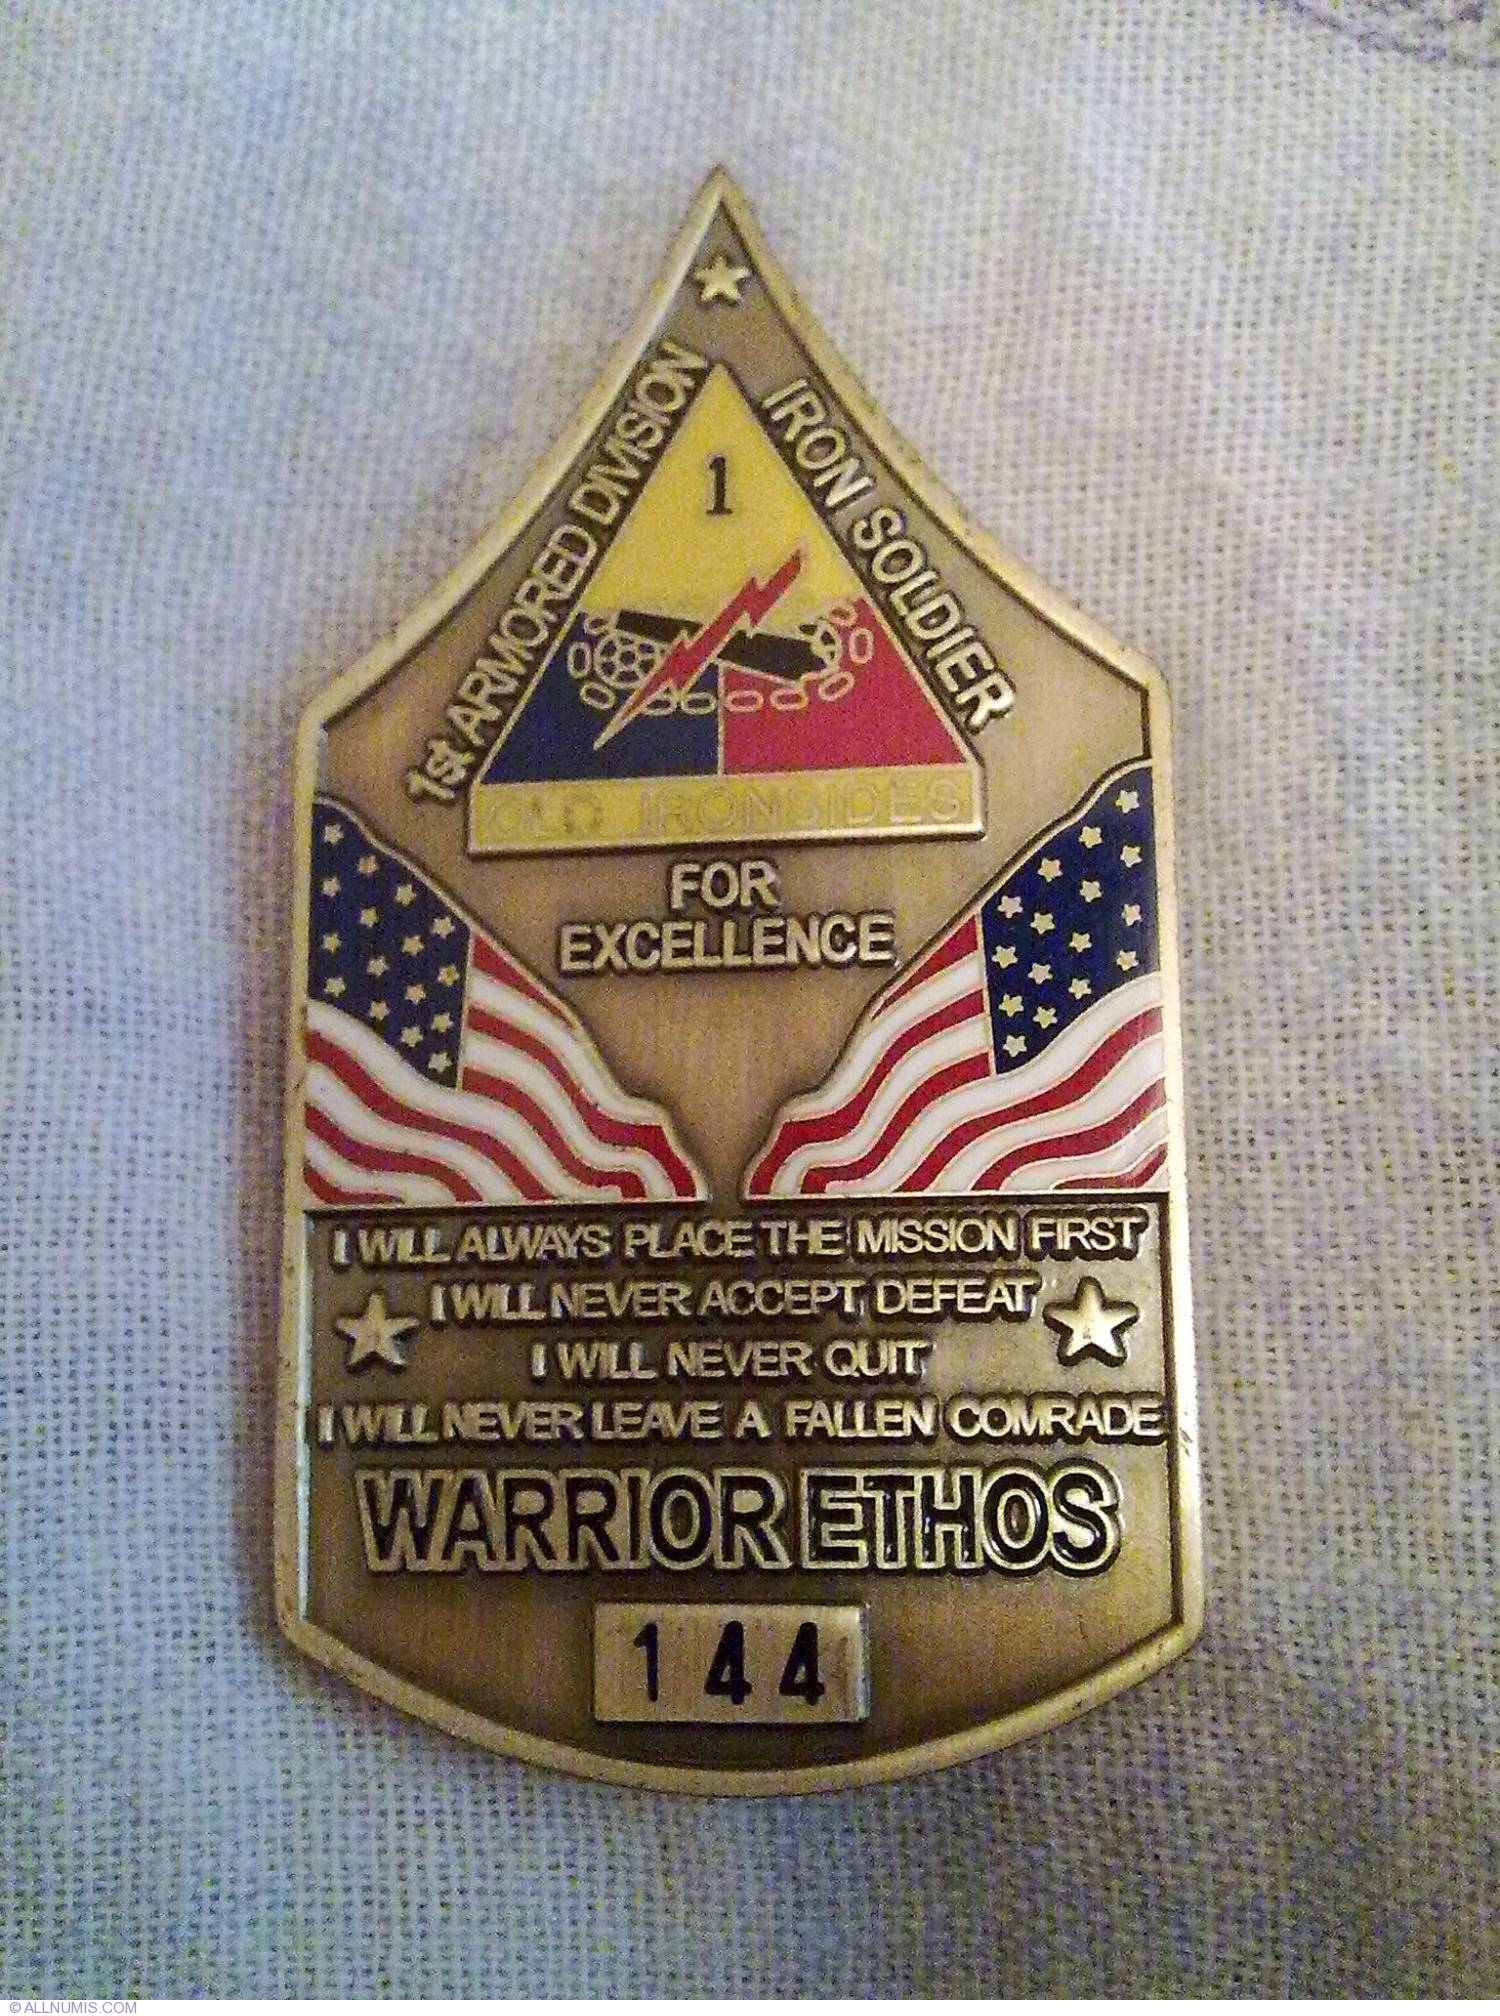 1st ARMORED DIVISION
IRON SOLDIER
1
OLD IRONSIDES
FOR
EXCELLENCE
I WILL ALWAYS PLACE THE MISSION FIRST
I WILL NEVER ACCEPT DEFEAT
I WILL NEVER QUIT
I WILL NEVER LEAVE A FALLEN COMRADE
WARRIOR ETHOS
144
© ALLNUMIS.COM